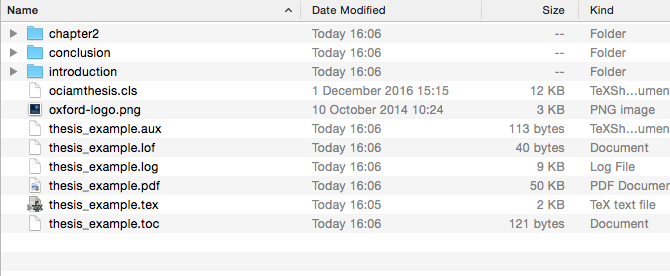 Name Date Modified Size Kind
chapter2 Today 16:06 -- Folder
conclusion Today 16:06 -- Folder
introduction Today 16:06 -- Folder
ociamthesis.cls 1 December 2016 15:15 12 KB TeXSh...ument
oxford-logo.png 10 October 2014 10:24 3 KB PNG image
thesis_example.aux Today 16:06 113 bytes TeXSh...ument
thesis_example.lof Today 16:06 40 bytes Document
thesis_example.log Today 16:06 9 KB Log File
thesis_example.pdf Today 16:06 50 KB PDF Documen
thesis_example.tex Today 16:05 2 KB TeX text file
thesis_example.toc Today 16:06 121 bytes Document